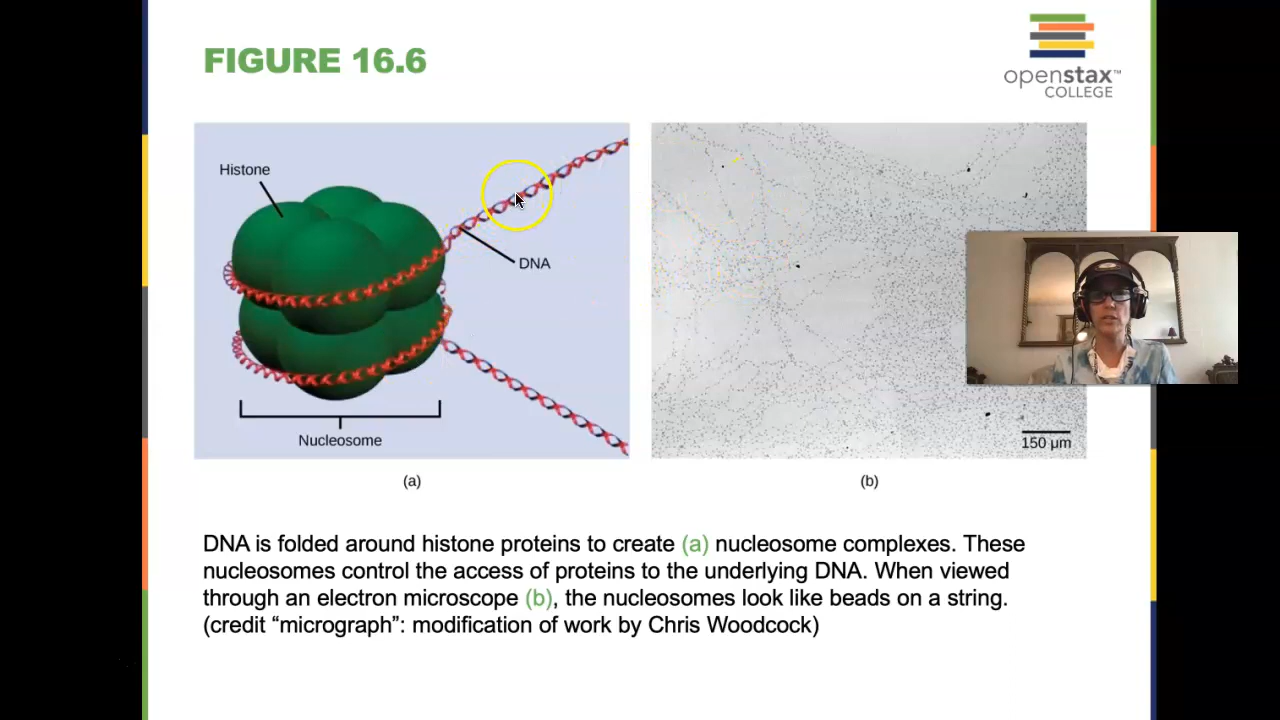 FIGURE 16.6
openstax™
COLLEGE
Histone
DNA
Nucleosome
150 µm
(a)
(b)
DNA is folded around histone proteins to create (a) nucleosome complexes. These
nucleosomes control the access of proteins to the underlying DNA. When viewed
through an electron microscope (b), the nucleosomes look like beads on a string.
(credit “micrograph”: modification of work by Chris Woodcock)